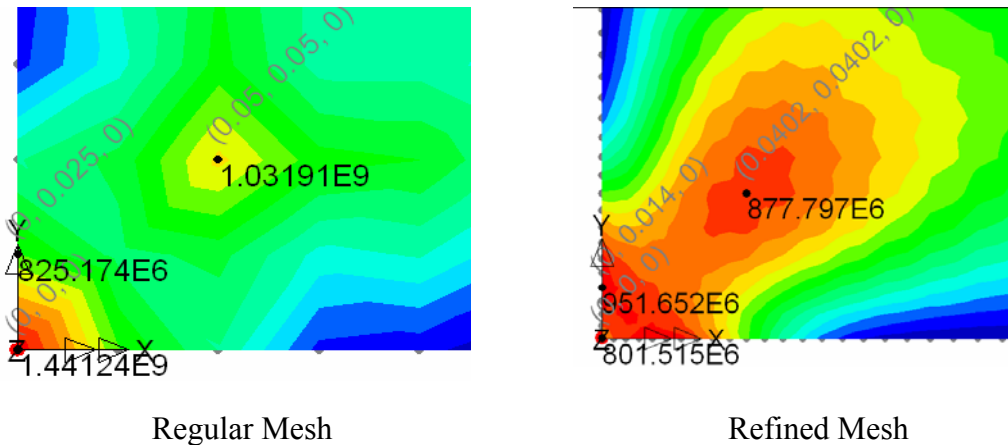 (0.05, 0.05, 0)
1.03191E9
(0, 0.025, 0)
Y
825.174E6
(0, 0, 0)
Z
X
1.44124E9
(0.0402, 0.0402, 0)
877.797E6
(0, 0.014, 0)
Y
951.652E6
(0, 0, 0)
Z
X
801.515E6
Regular Mesh
Refined Mesh